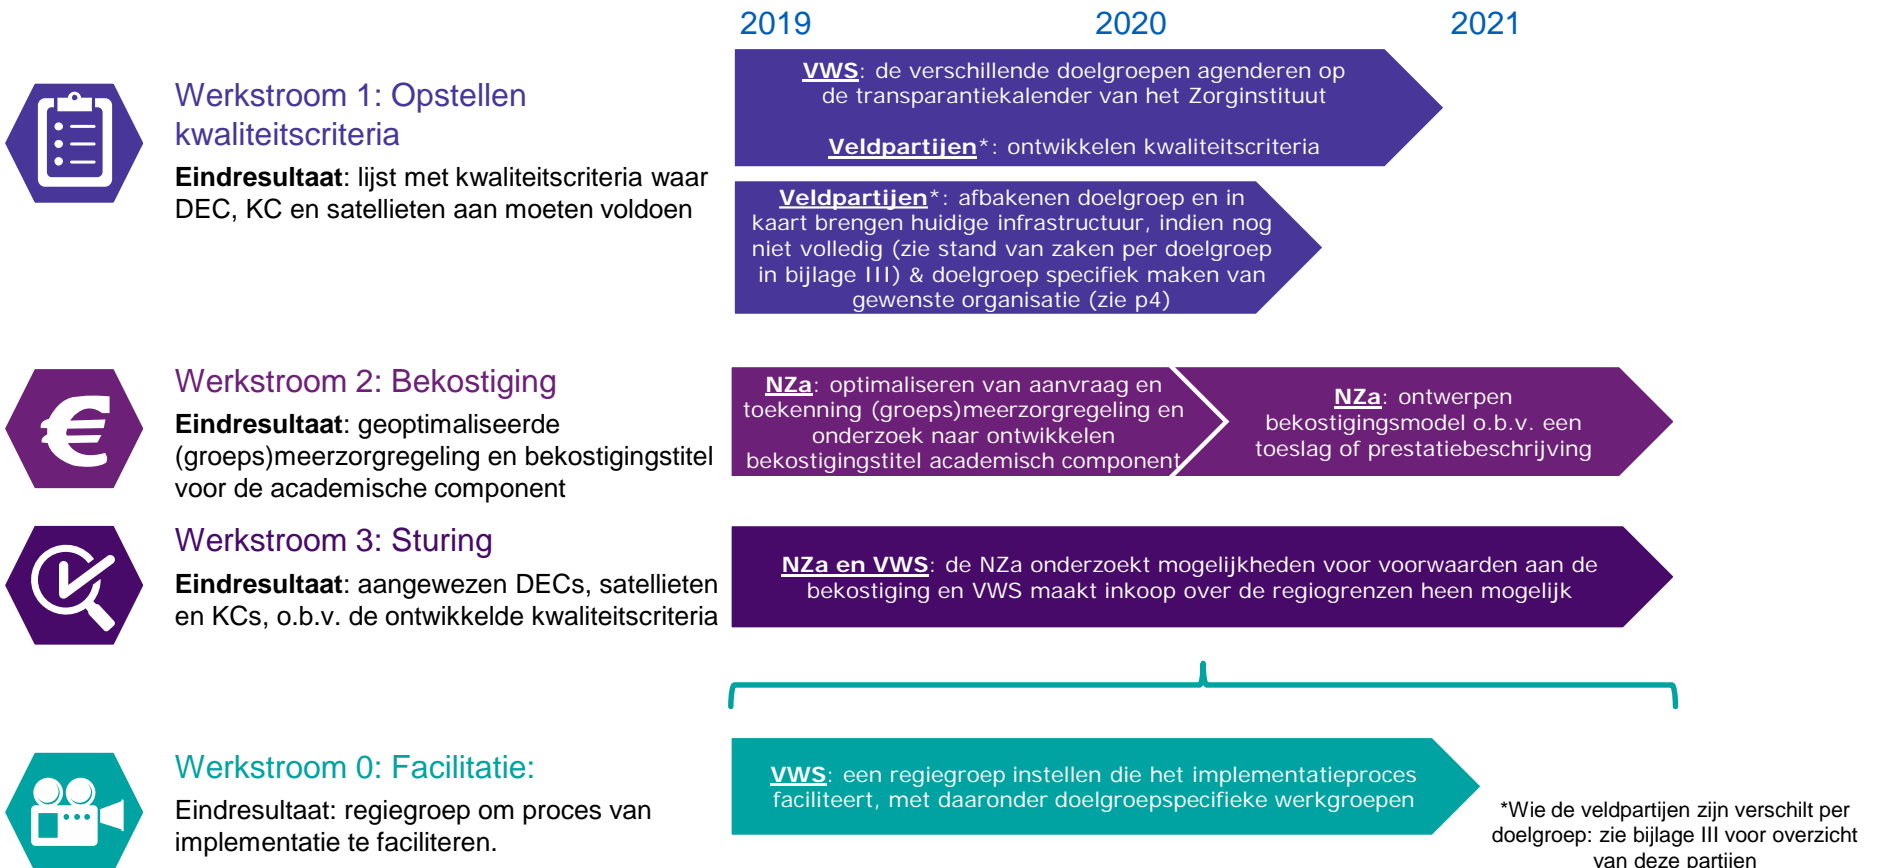 2019 2020 2021
Werkstroom 1: Opstellen
kwaliteitscriteria
Eindresultaat: lijst met kwaliteitscriteria waar
DEC, KC en satellieten aan moeten voldoen
VWS: de verschillende doelgroepen agenderen op
de transparantiekalender van het Zorginstituut
Veldpartijen*: ontwikkelen kwaliteitscriteria
Veldpartijen*: afbakenen doelgroep en in
kaart brengen huidige infrastructuur, indien nog
niet volledig (zie stand van zaken per doelgroep
in bijlage III) & doelgroep specifiek maken van
gewenste organisatie (zie p4)
Werkstroom 2: Bekostiging
Eindresultaat: geoptimaliseerde
(groeps)meerzorgregeling en bekostigingstitel
voor de academische component
NZa: optimaliseren van aanvraag en
toekenning (groeps)meerzorgregeling en
onderzoek naar ontwikkelen
bekostigingstitel academisch component
NZa: ontwerpen
bekostigingsmodel o.b.v. een
toeslag of prestatiebeschrijving
Werkstroom 3: Sturing
Eindresultaat: aangewezen DECs, satellieten
en KCs, o.b.v. de ontwikkelde kwaliteitscriteria
NZa en VWS: de NZa onderzoekt mogelijkheden voor voorwaarden aan de
bekostiging en VWS maakt inkoop over de regiogrenzen heen mogelijk
Werkstroom 0: Facilitatie:
Eindresultaat: regiegroep om proces van
implementatie te faciliteren.
VWS: een regiegroep instellen die het implementatieproces
faciliteert, met daaronder doelgroepspecifieke werkgroepen
*Wie de veldpartijen zijn verschilt per
doelgroep: zie bijlage III voor overzicht
van deze partijen